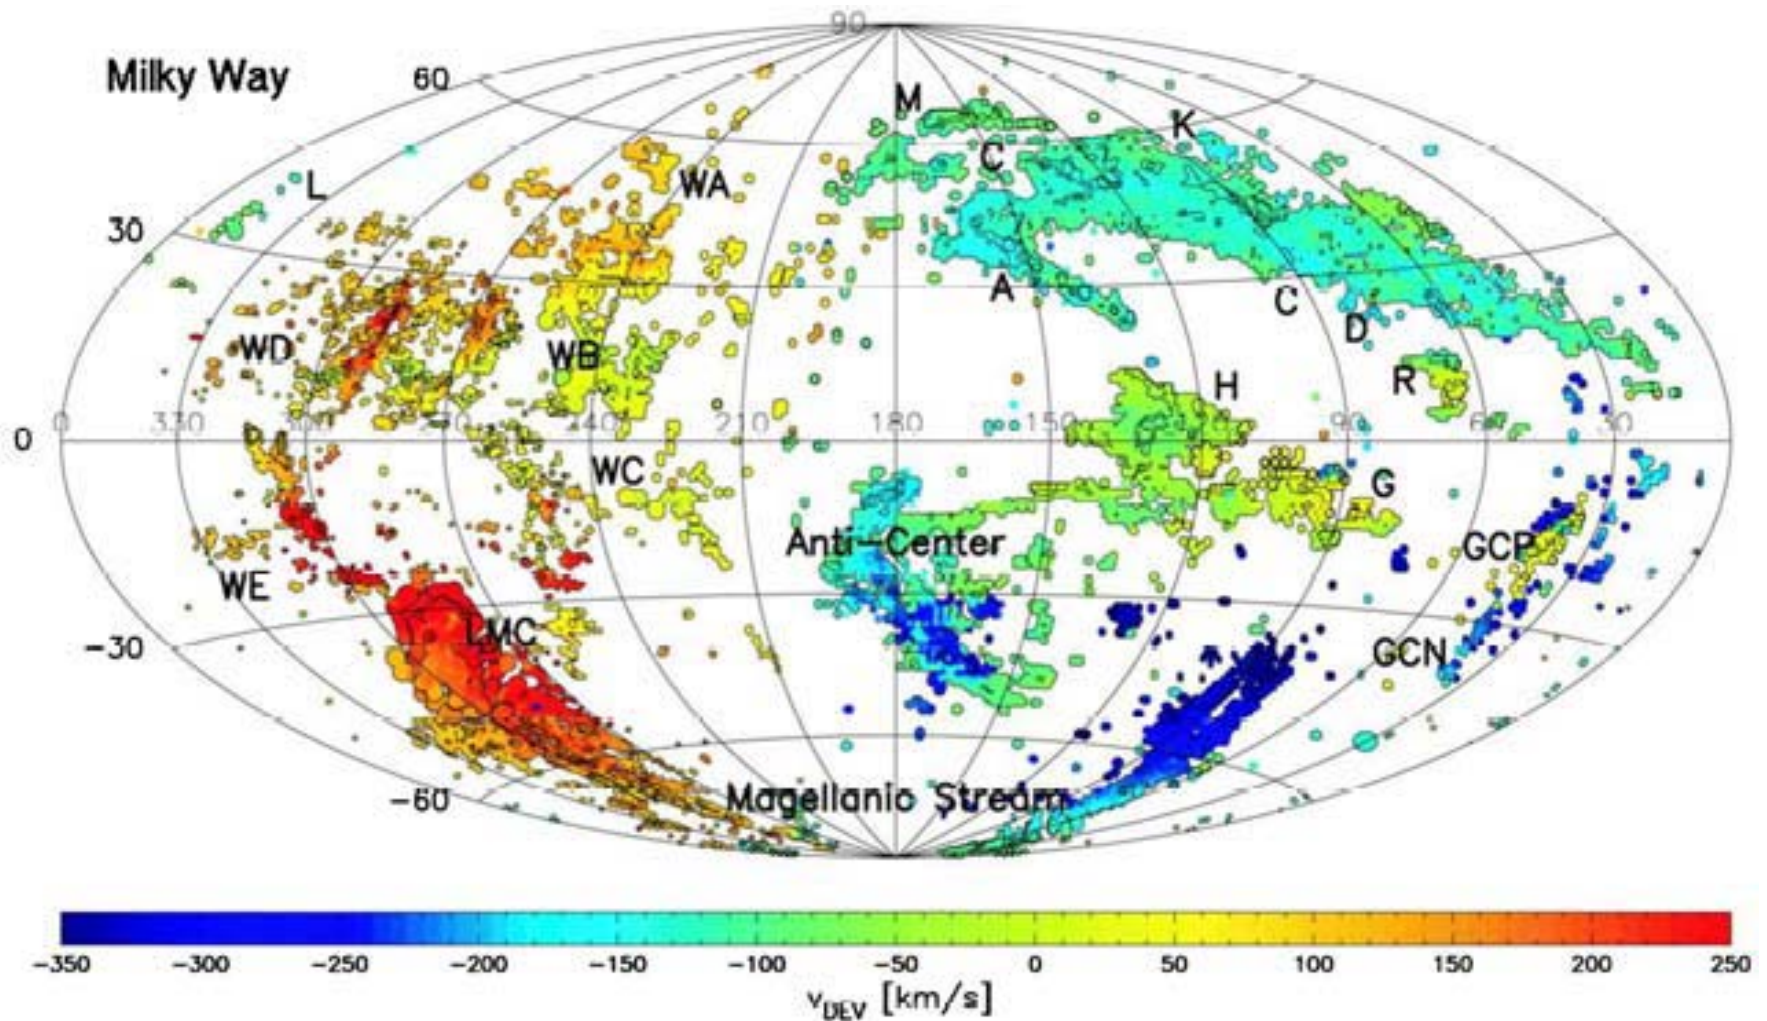 90
Milky Way
60
M
K
C
L
WA
30
A
C
D
WD
WB
R
H
0
0 330 300 270 240 210 180 150 90 60 30
WC
G
Anti-Center
GCP
WE
LMC
-30
GCN
-60
Magellanic Stream
-350 -300 -250 -200 -150 -100 -50 0 50 100 150 200 250
vDEV [km/s]